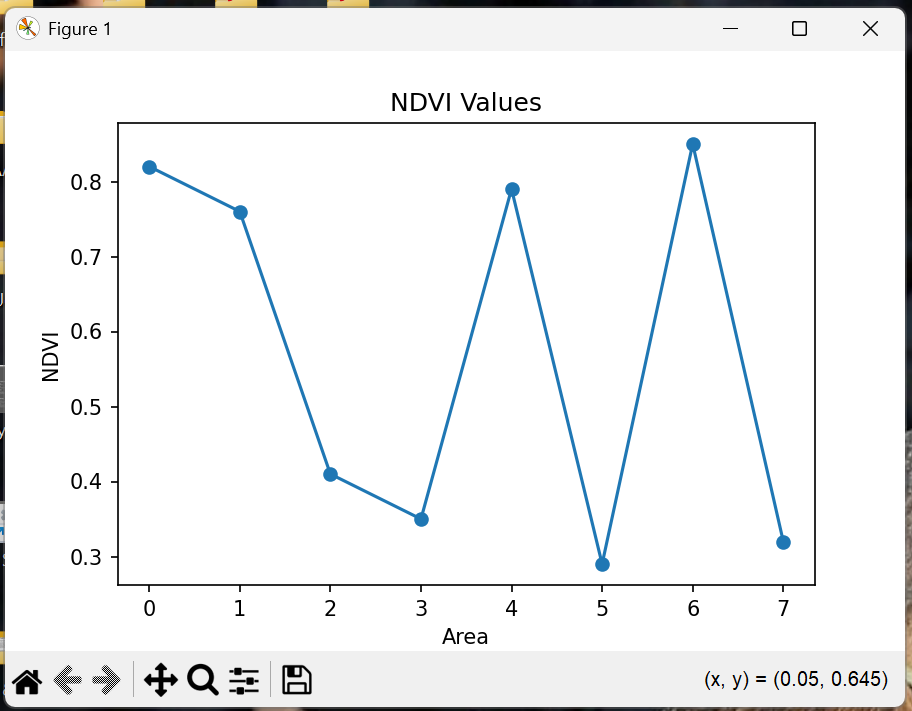 Figure 1
NDVI Values
0.8
0.7
0.6
0.5
0.4
0.3
NDVI
0 1 2 3 4 5 6 7
Area
(x, y) = (0.05, 0.645)